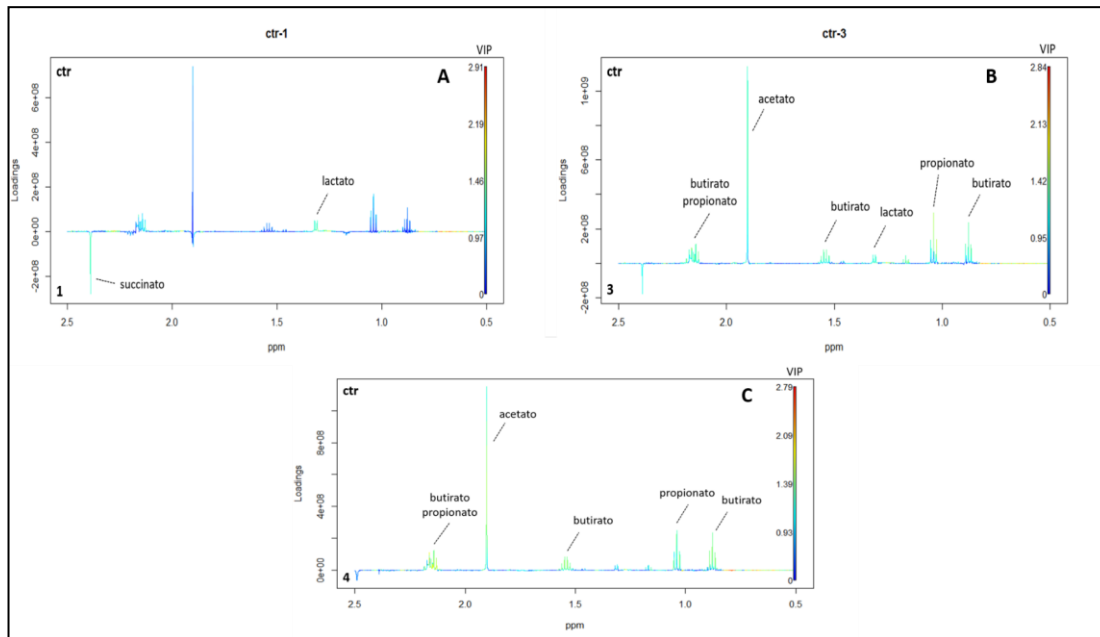 ctr-1
VIP
ctr
A
2.91
2.19
1.46
0.97
0
6e+08
4e+08
2e+08
0e+00
-2e+08
Loadings
lactato
succinato
1
2.5
2.0
1.5
1.0
0.5
ppm
ctr-3
VIP
ctr
B
2.84
2.13
1.42
0.95
0
1e+09
6e+08
2e+08
-2e+08
Loadings
acetato
butirato
propionato
butirato
lactato
propionato
butirato
3
2.5
2.0
1.5
1.0
0.5
ppm
VIP
ctr
C
2.79
2.09
1.39
0.93
0
8e+08
4e+08
0e+00
Loadings
acetato
butirato
propionato
butirato
propionato
butirato
4
2.5
2.0
1.5
1.0
0.5
ppm